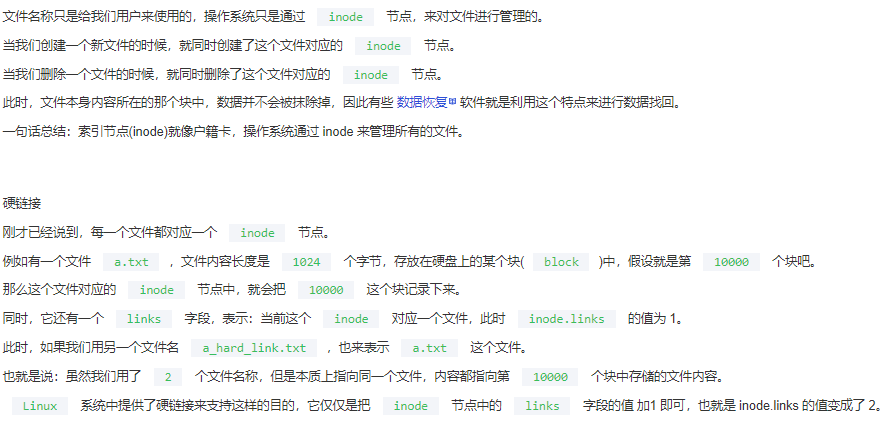 文件名称只是给我们用户来使用的，操作系统只是通过 inode 节点，来对文件进行管理的。
当我们创建一个新文件的时候，就同时创建了这个文件对应的 inode 节点。
当我们删除一个文件的时候，就同时删除了这个文件对应的 inode 节点。
此时，文件本身内容所在的那个块中，数据并不会被抹除掉，因此有些 数据恢复 软件就是利用这个特点来进行数据找回。
一句话总结：索引节点(inode)就像户籍卡，操作系统通过 inode 来管理所有的文件。
硬链接
刚才已经说到，每一个文件都对应一个 inode 节点。
例如有一个文件 a.txt ，文件内容长度是 1024 个字节，存放在硬盘上的某个块( block )中，假设就是第 10000 个块吧。
那么这个文件对应的 inode 节点中，就会把 10000 这个块记录下来。
同时，它还有一个 links 字段，表示：当前这个 inode 对应一个文件，此时 inode.links 的值为 1。
此时，如果我们用另一个文件名 a_hard_link.txt ，也来表示 a.txt 这个文件。
也就是说：虽然我们用了 2 个文件名称，但是本质上指向同一个文件，内容都指向第 10000 个块中存储的文件内容。
Linux 系统中提供了硬链接来支持这样的目的，它仅仅是把 inode 节点中的 links 字段的值 加1 即可，也就是 inode.links 的值变成了 2。